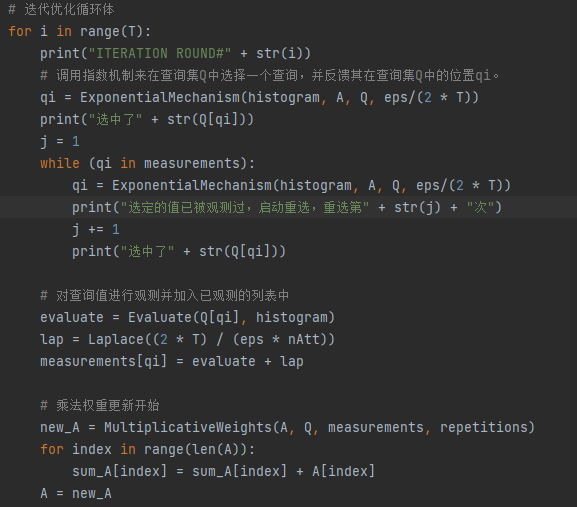 # 迭代优化循环体
for i in range(T):
    print("ITERATION ROUND#" + str(i))
    # 调用指数机制来在查询集Q中选择一个查询，并反馈其在查询集Q中的位置qi。
    qi = ExponentialMechanism(histogram, A, Q, eps/(2 * T))
    print("选中了" + str(Q[qi]))
    j = 1
    while (qi in measurements):
        qi = ExponentialMechanism(histogram, A, Q, eps/(2 * T))
        print("选定的值已被观测过，启动重选，重选第" + str(j) + "次")
        j += 1
        print("选中了" + str(Q[qi]))
    # 对查询值进行观测并加入已观测的列表中
    evaluate = Evaluate(Q[qi], histogram)
    lap = Laplace((2 * T) / (eps * nAtt))
    measurements[qi] = evaluate + lap
    # 乘法权重更新开始
    new_A = MultiplicativeWeights(A, Q, measurements, repetitions)
    for index in range(len(A)):
        sum_A[index] = sum_A[index] + A[index]
    A = new_A